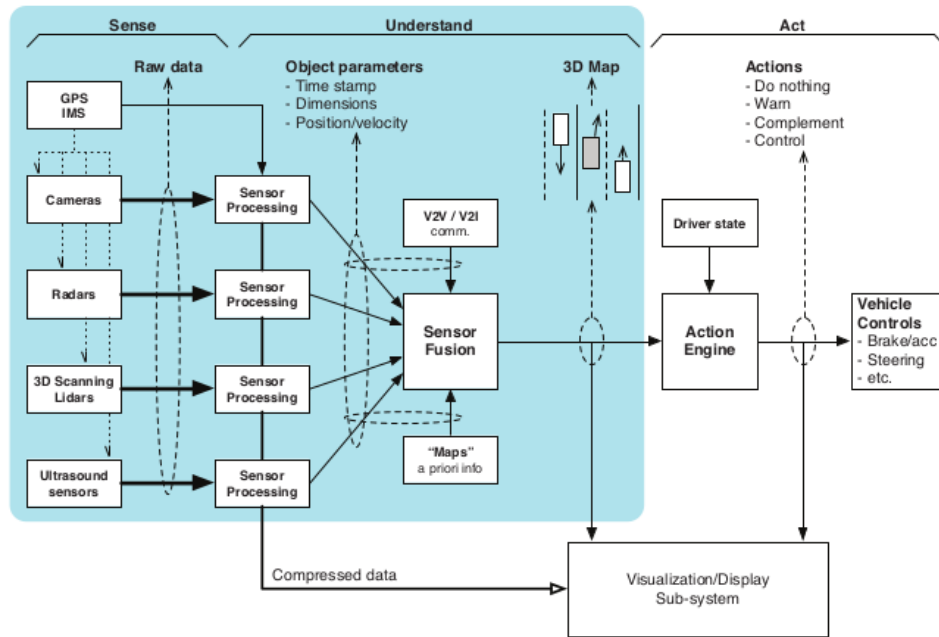 Sense
Understand
Act
Raw data
Object parameters
- Time stamp
- Dimensions
- Position/velocity
3D Map
Actions
- Do nothing
- Warn
- Complement
- Control
GPS
IMS
Cameras
Sensor
Processing
V2V / V2I
comm.
Driver state
Radars
Sensor
Processing
Sensor
Fusion
Action
Engine
Vehicle
Controls
- Brake/acc
- Steering
- etc.
3D Scanning
Lidars
Sensor
Processing
"Maps"
a priori info
Ultrasound
sensors
Sensor
Processing
Compressed data
Visualization/Display
Sub-system